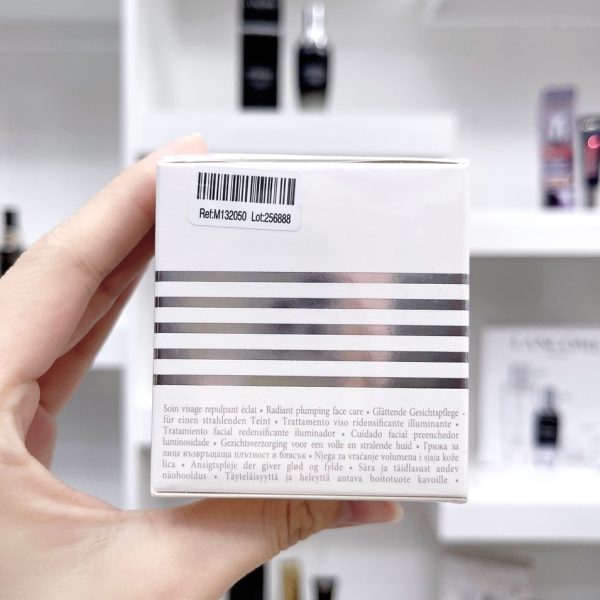 Ref:M132050 Lot:256888
Soin visage repulpant éclat • Radiant plumping face care • Glättende Gesichtspflege •
für einen strahlenden Teint • Trattamento viso ridensificante illuminante •
Tratamento facial redensificante iluminador • Cuidado facial preenchedor
luminosidade • Gezichtsverzorging voor een volle en stralende huid • Грижа за
лице възвръщаща плътност и блясък • Njega za vraćanje volumena i sjaja kože
lica • Ansigtspleje der giver glød og fylde • Sära ja täidlasust andev
näohooldus • Täyteläisyyttä ja heleyttä antava hoitotuote kasvoille •
LANCÔME